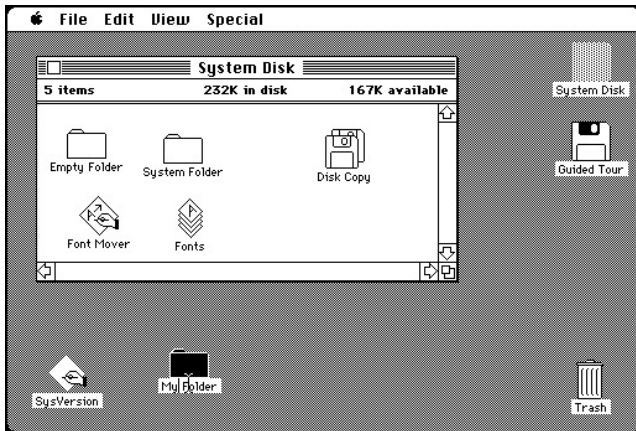 File Edit View Special
System Disk
5 items 232K in disk 167K available
Empty Folder System Folder Disk Copy
Font Mover Fonts
System Disk
Guided Tour
SysVersion My Folder Trash